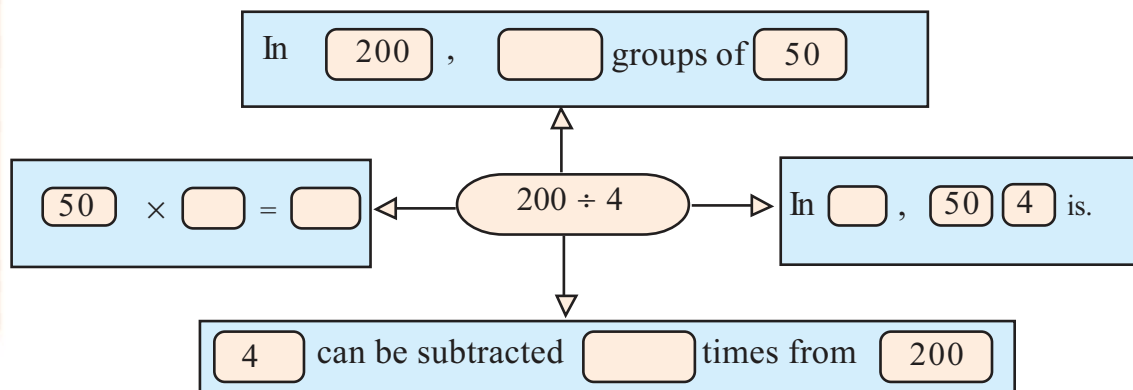 In 200 , groups of 50
50 × =
200 ÷ 4
In , 50 4 is.
4 can be subtracted times from 200